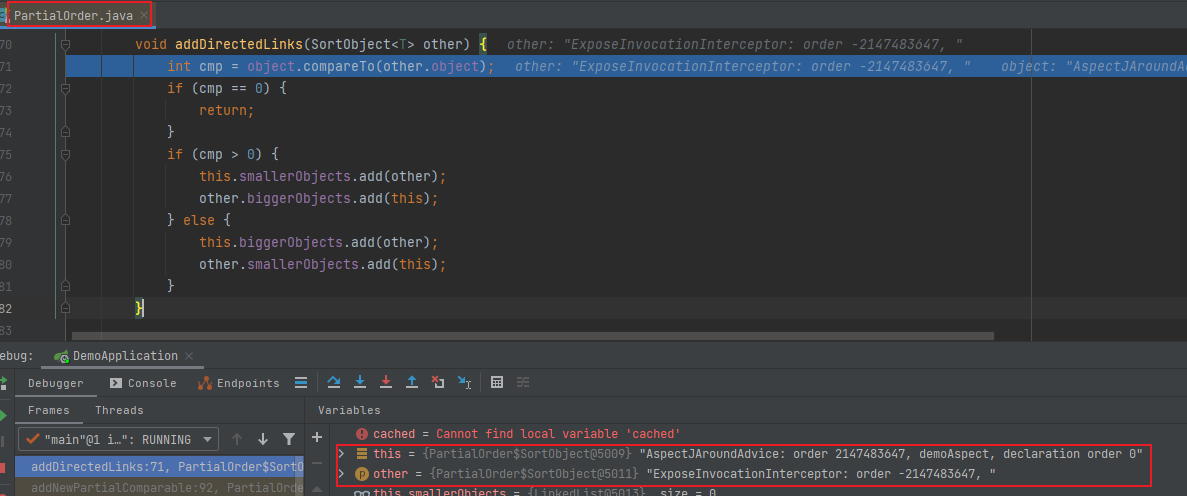 PartialOrder.java
70 void addDirectedLinks(SortObject<T> other) { other: "ExposeInvocationInterceptor: order -2147483647, "
71 int cmp = object.compareTo(other.object); other: "ExposeInvocationInterceptor: order -2147483647, " object: "AspectJAroundAdvic
72 if (cmp == 0) {
73 return;
74 }
75 if (cmp > 0) {
76 this.smallerObjects.add(other);
77 other.biggerObjects.add(this);
78 } else {
79 this.biggerObjects.add(other);
80 other.smallerObjects.add(this);
81 }
82 }
83
ebug: DemoApplication
Debugger Console Endpoints
Frames Threads Variables
cached = Cannot find local variable 'cached'
"main"@1 i…": RUNNING
this = {PartialOrder$SortObject@5009} "AspectJAroundAdvice: order 2147483647, demoAspect, declaration order 0"
addDirectedLinks:71, PartialOrder$SortO
other = {PartialOrder$SortObject@5011} "ExposeInvocationInterceptor: order -2147483647, "
addNewPartialComparable:92, PartialOrde
this.smallerObjects = {LinkedList@5013} size = 0